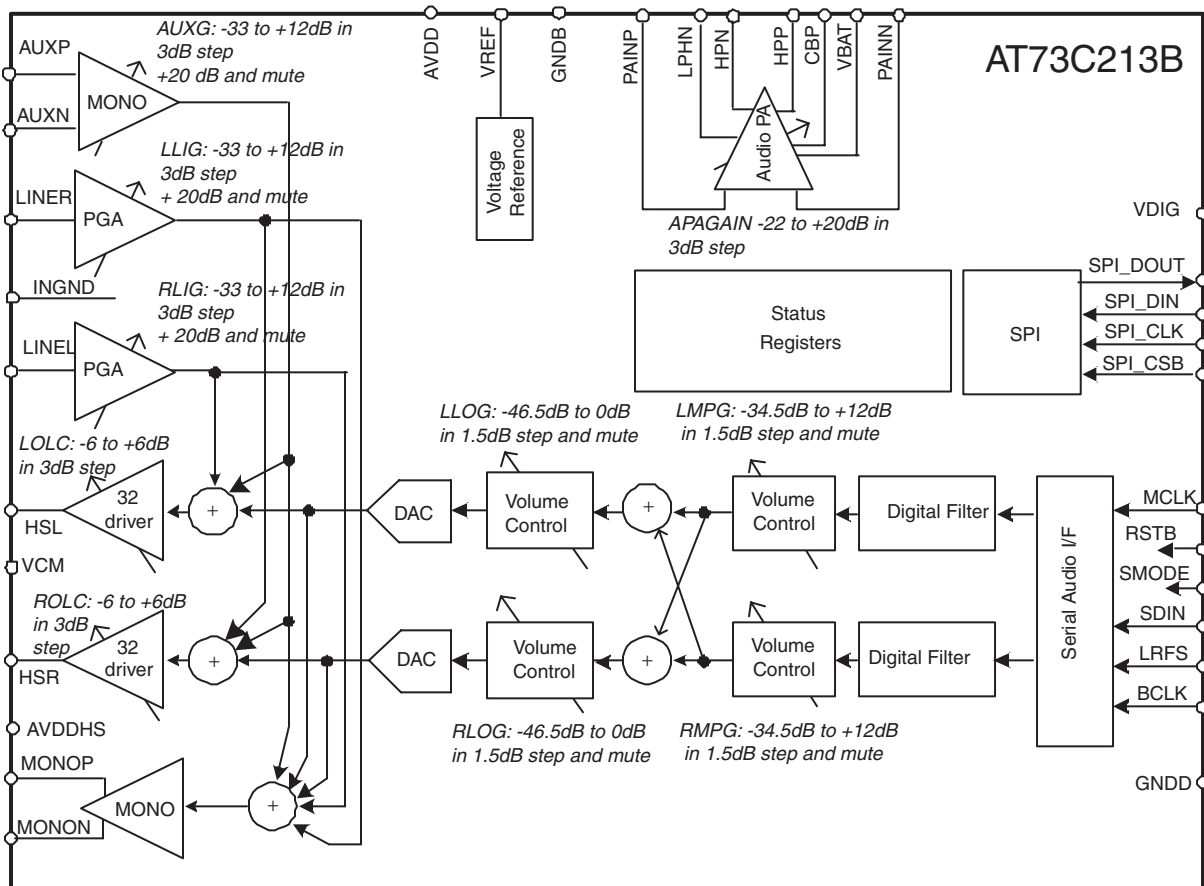 AT73C213B
AVDD
VREF
GNDB
PAINP
LPHN
HPN
HPP
CBP
VBAT
PAINN
AUXP
AUXN
MONO
AUXG: -33 to +12dB in
3dB step
+20 dB and mute
LINER
PGA
LLIG: -33 to +12dB in
3dB step
+ 20dB and mute
INGND
LINEL
PGA
RLIG: -33 to +12dB in
3dB step
+ 20dB and mute
Voltage
Reference
Audio PA
APAGAIN -22 to +20dB in
3dB step
Status
Registers
SPI
VDIG
SPI_DOUT
SPI_DIN
SPI_CLK
SPI_CSB
LOLC: -6 to +6dB
in 3dB step
32
driver
HSL
+
DAC
LLOG: -46.5dB to 0dB
in 1.5dB step and mute
Volume
Control
+
LMPG: -34.5dB to +12dB
in 1.5dB step and mute
Volume
Control
Digital Filter
Serial Audio I/F
MCLK
RSTB
SMODE
SDIN
LRFS
BCLK
GNDD
VCM
ROLC: -6 to +6dB
in 3dB
step
32
driver
HSR
+
DAC
Volume
Control
RLOG: -46.5dB to 0dB
in 1.5dB step and mute
+
Volume
Control
RMPG: -34.5dB to +12dB
in 1.5dB step and mute
Digital Filter
AVDDHS
MONOP
MONON
MONO
+